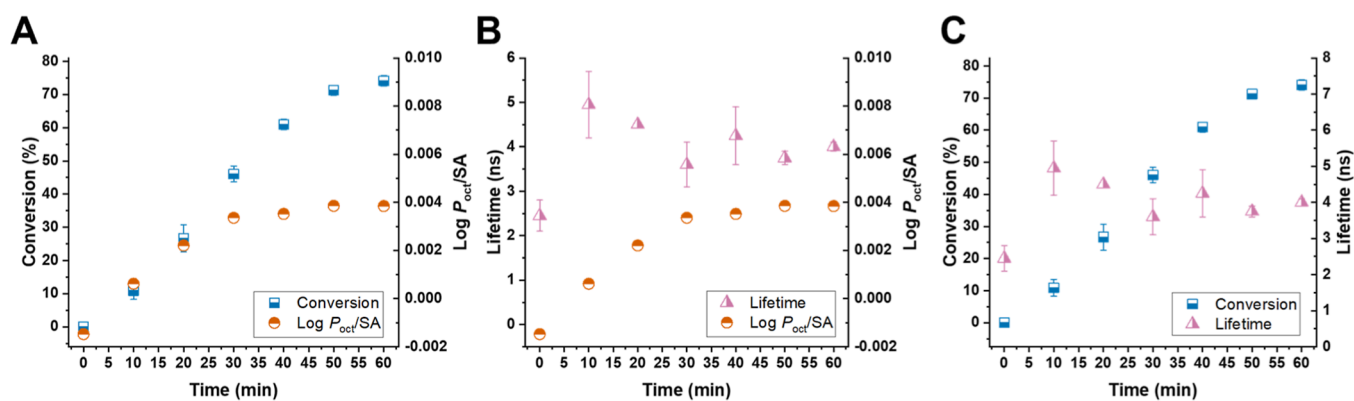 A
80
70
60
50
40
30
20
10
0
Conversion (%)
0.010
0.008
0.006
0.004
0.002
0.000
-0.002
Log Poct/SA
Conversion
Log Poct/SA
0 5 10 15 20 25 30 35 40 45 50 55 60
Time (min)
B
6
5
4
3
2
1
0
Lifetime (ns)
0.010
0.008
0.006
0.004
0.002
0.000
-0.002
Log Poct/SA
Lifetime
Log Poct/SA
0 5 10 15 20 25 30 35 40 45 50 55 60
Time (min)
C
80
70
60
50
40
30
20
10
0
Conversion (%)
8
7
6
5
4
3
2
1
0
Lifetime (ns)
Conversion
Lifetime
0 5 10 15 20 25 30 35 40 45 50 55 60
Time (min)